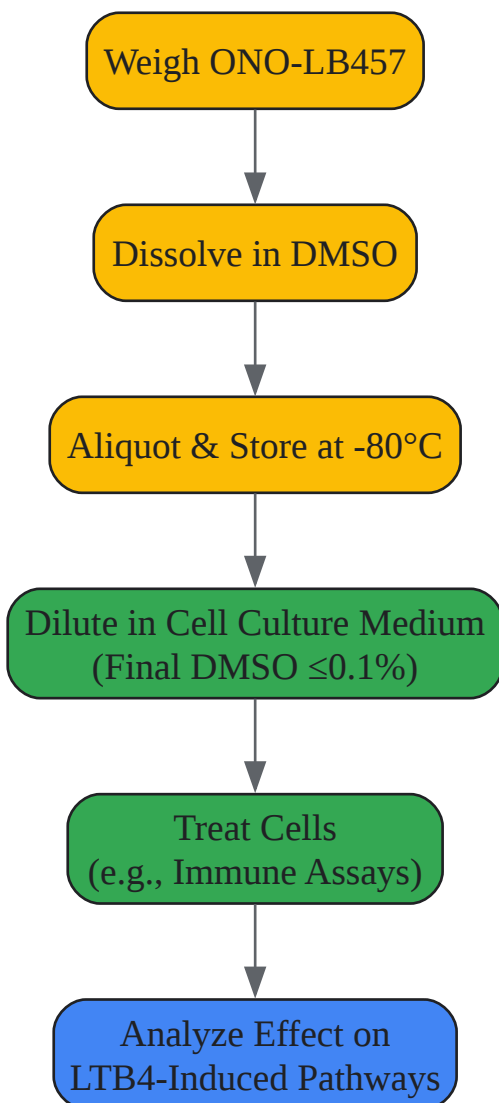 Weigh ONO-LB457
Dissolve in DMSO
Aliquot & Store at -80°C
Dilute in Cell Culture Medium
(Final DMSO ≤0.1%)
Treat Cells
(e.g., Immune Assays)
Analyze Effect on
LTB4-Induced Pathways